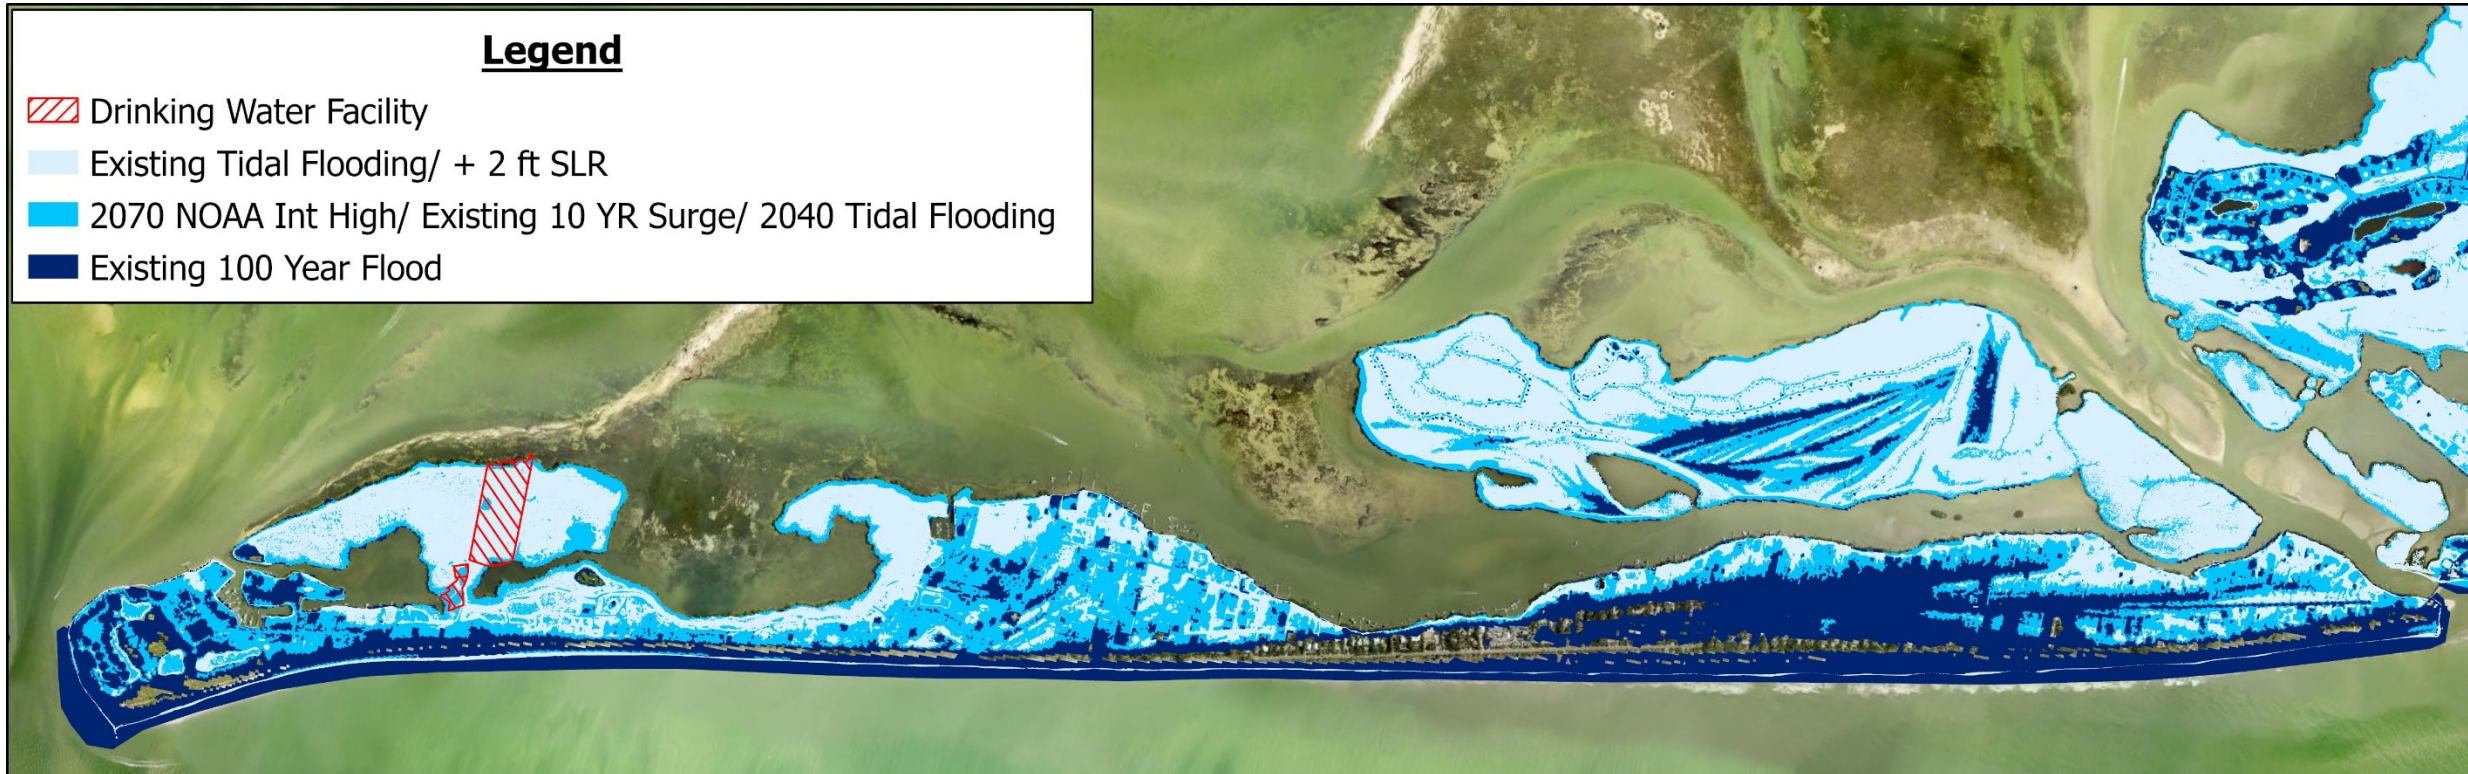 Legend
Drinking Water Facility
Existing Tidal Flooding/ + 2 ft SLR
2070 NOAA Int High/ Existing 10 YR Surge/ 2040 Tidal Flooding
Existing 100 Year Flood